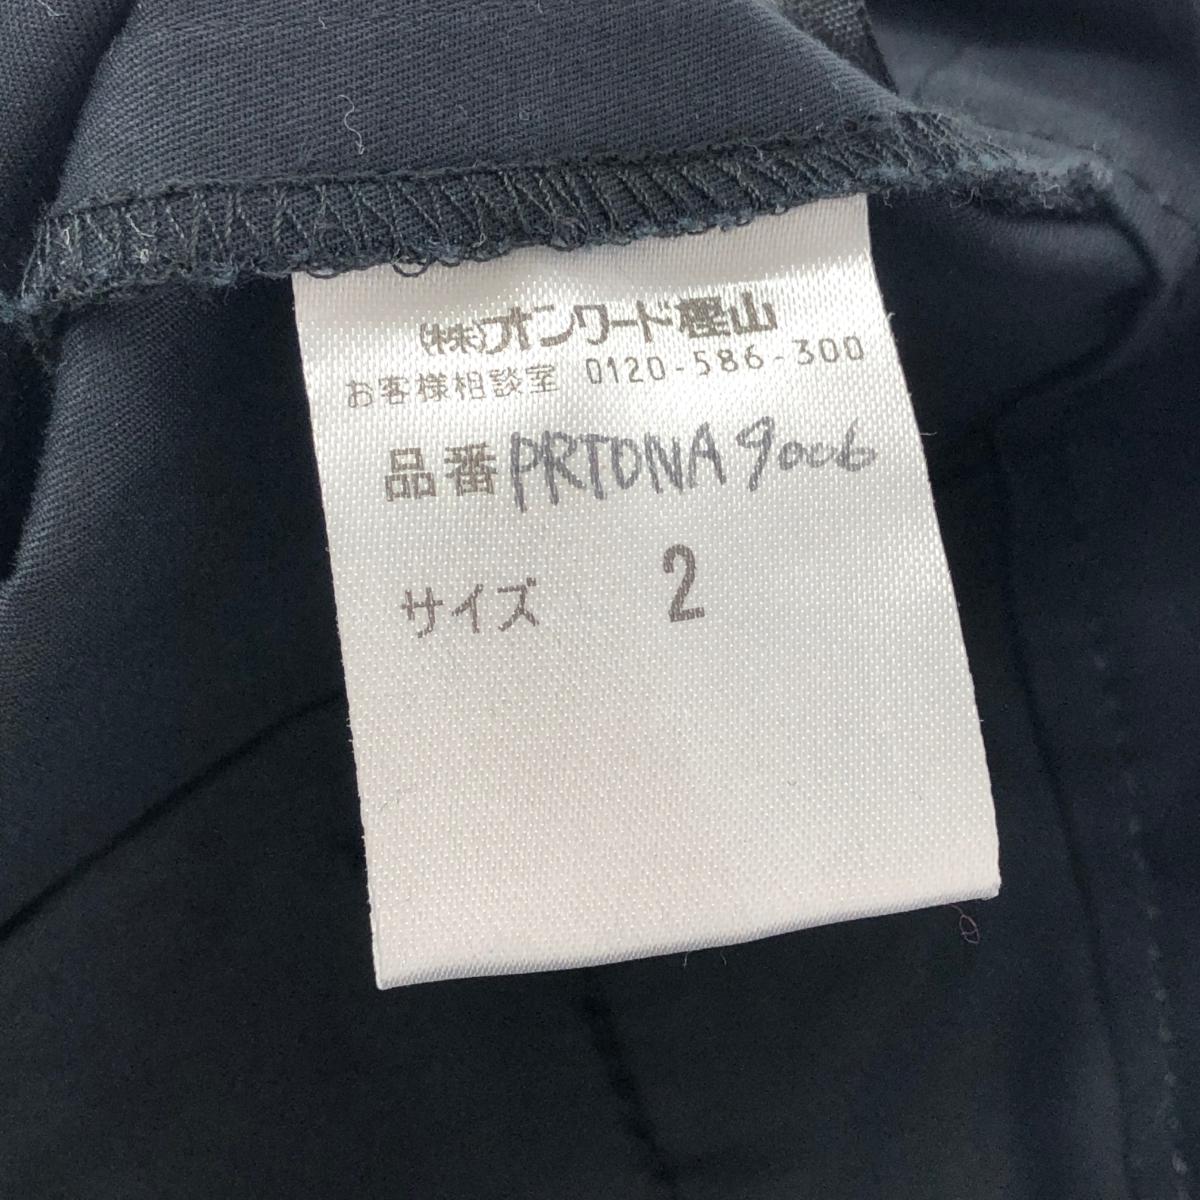 (株)オンワード樫山
お客様相談室 0120-586-300
品番 PRTONA9006
サイズ 2